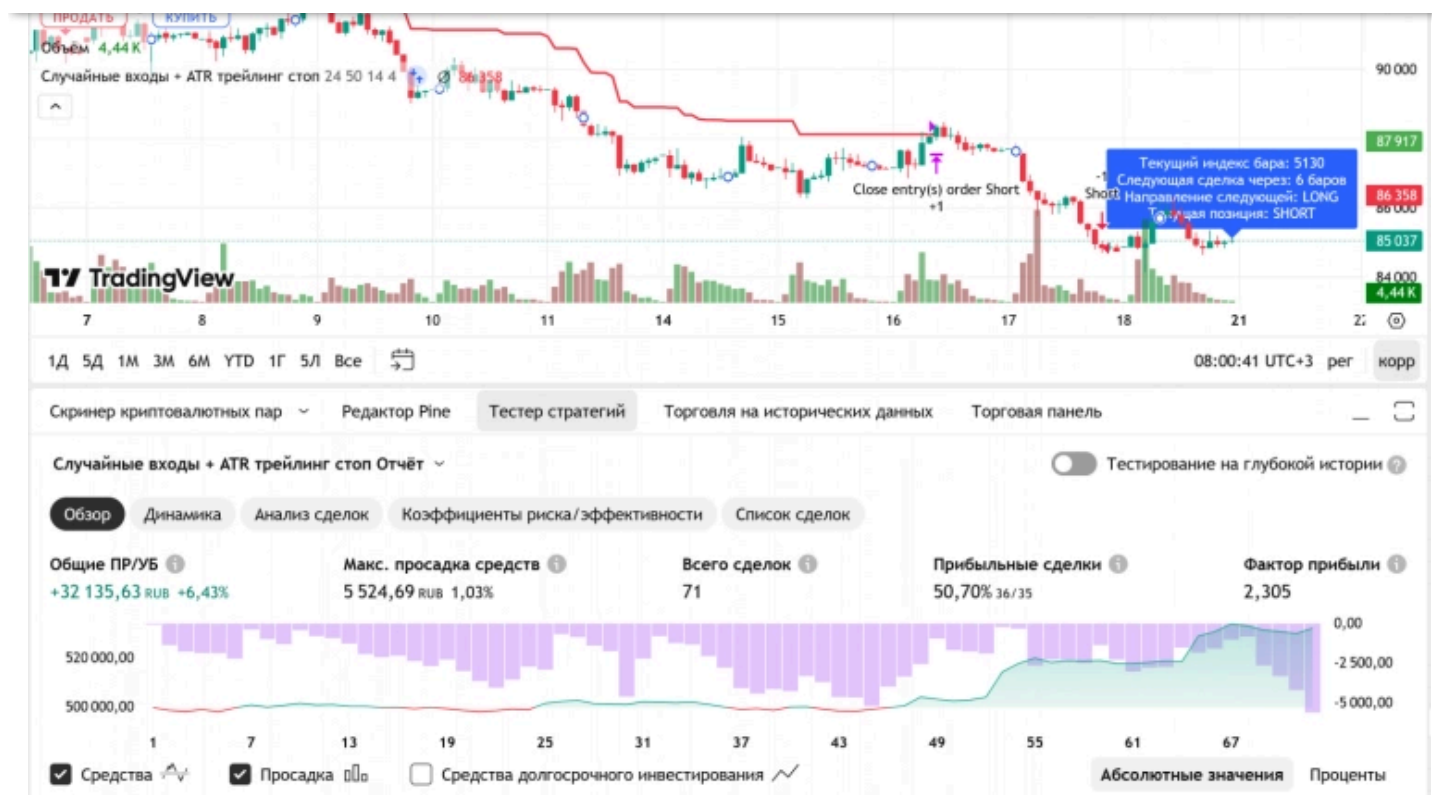 ПРОДАТЬ КУПИТЬ
Объём 4,44 K
Случайные входы + ATR трейлинг стоп 24 50 14 4 Ø 86 358
90 000
87 917
86 358
86 000
85 037
84 000
4,44 K
Close entry(s) order Short
+1
-1
Short
Текущий индекс бара: 5130
Следующая сделка через: 6 баров
Направление следующей: LONG
Текущая позиция: SHORT
TradingView
7 8 9 10 11 14 15 16 17 18 21
1Д 5Д 1М 3М 6М YTD 1Г 5Л Все 08:00:41 UTC+3 рег корр
Скринер криптовалютных пар Редактор Pine Тестер стратегий Торговля на исторических данных Торговая панель
Случайные входы + ATR трейлинг стоп Отчёт Тестирование на глубокой истории
Обзор Динамика Анализ сделок Коэффициенты риска/эффективности Список сделок
Общие ПР/УБ Макс. просадка средств Всего сделок Прибыльные сделки Фактор прибыли
+32 135,63 RUB +6,43% 5 524,69 RUB 1,03% 71 50,70% 36/35 2,305
520 000,00
500 000,00
0,00
-2 500,00
-5 000,00
1 7 13 19 25 31 37 43 49 55 61 67
Средства Просадка Средства долгосрочного инвестирования Абсолютные значения Проценты